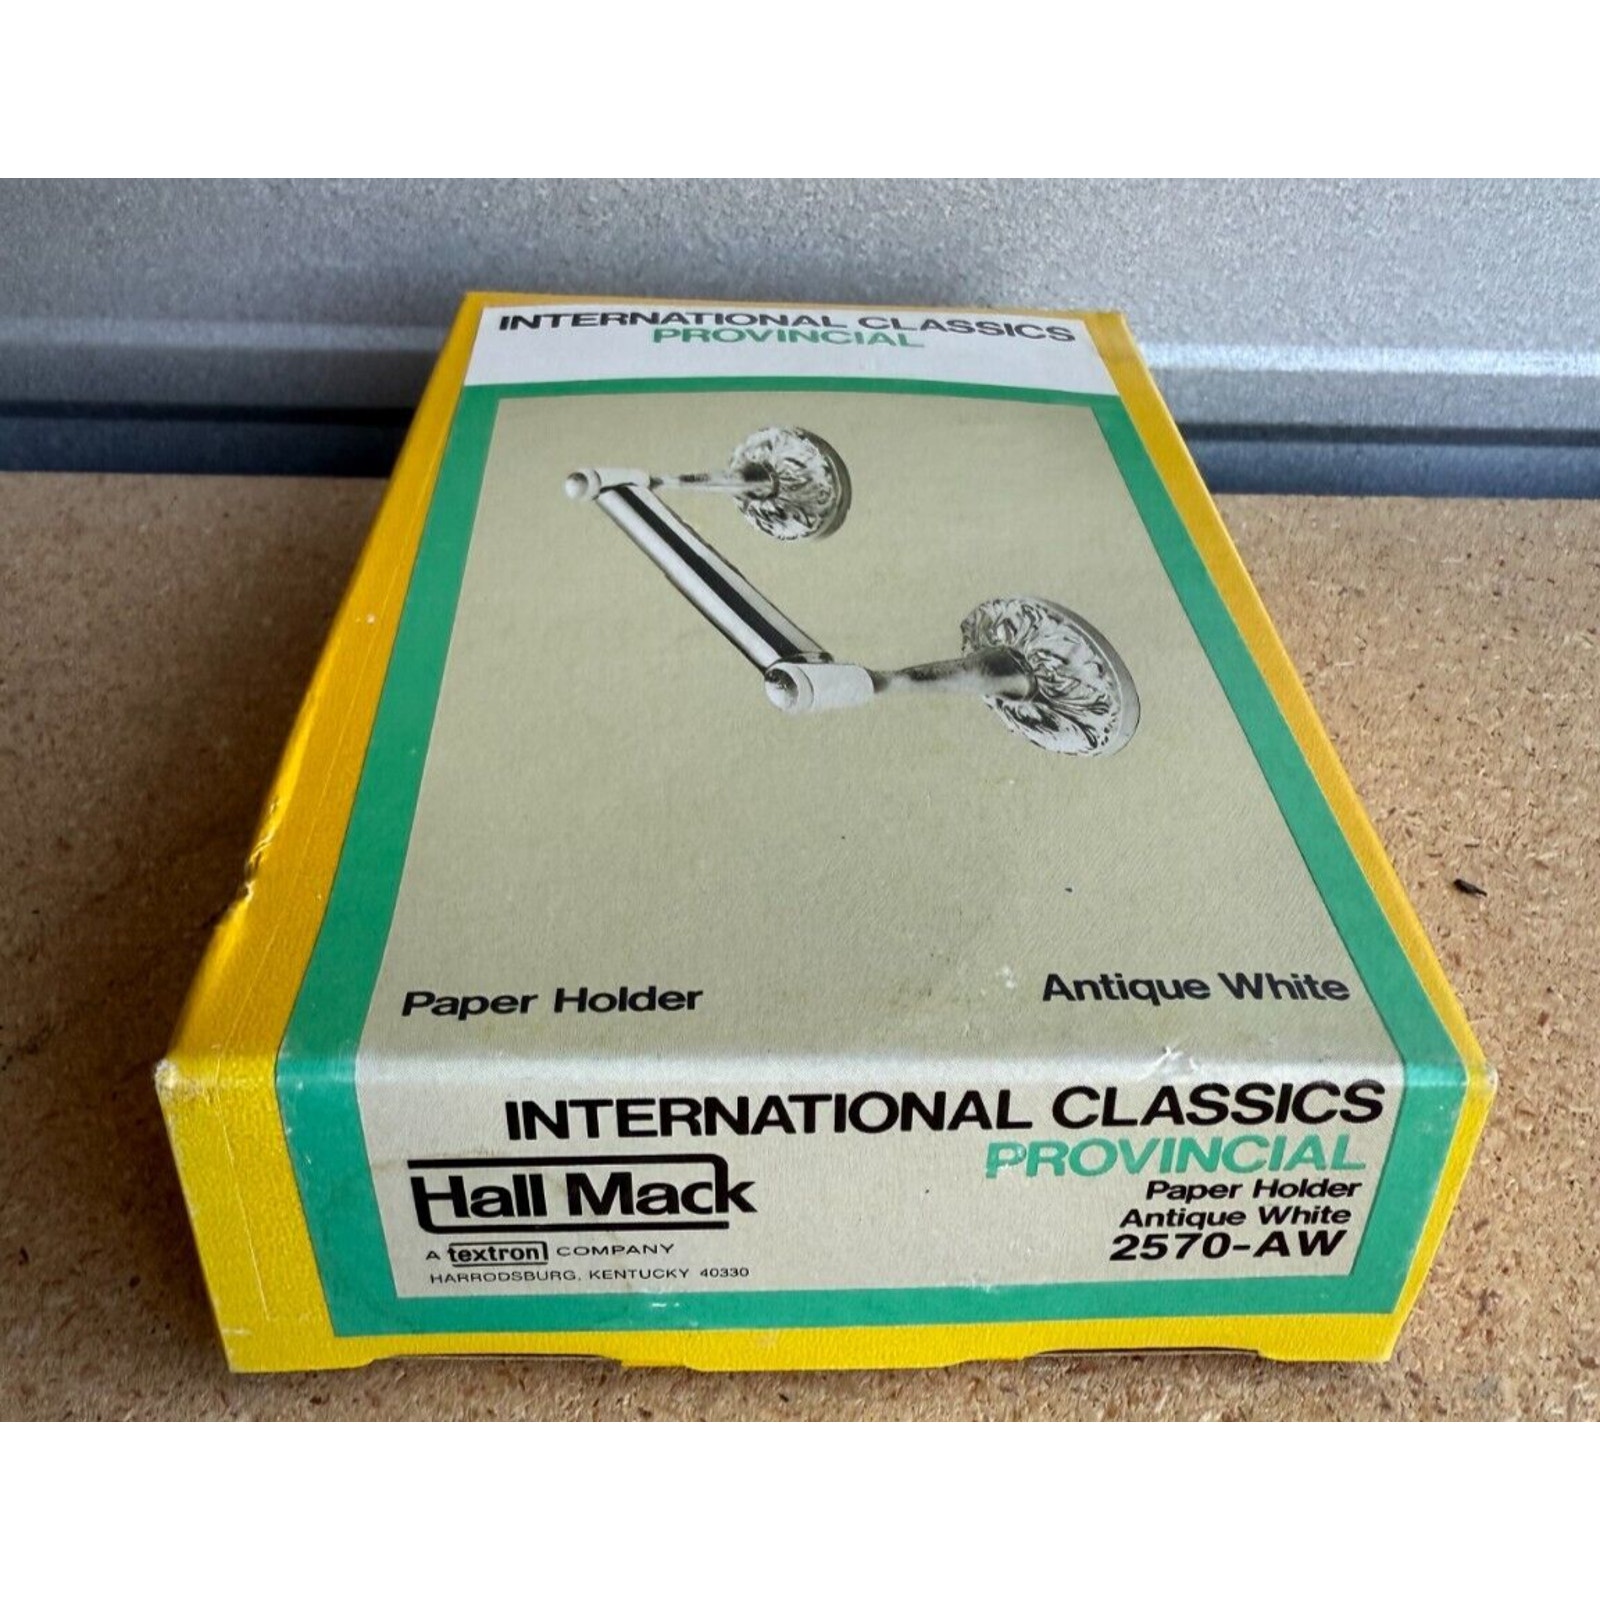 INTERNATIONAL CLASSICS
PROVINCIAL
Paper Holder
Antique White
INTERNATIONAL CLASSICS
PROVINCIAL
Paper Holder
Antique White
2570-AW
Hall Mack
A textron COMPANY
HARRODSBURG, KENTUCKY 40330